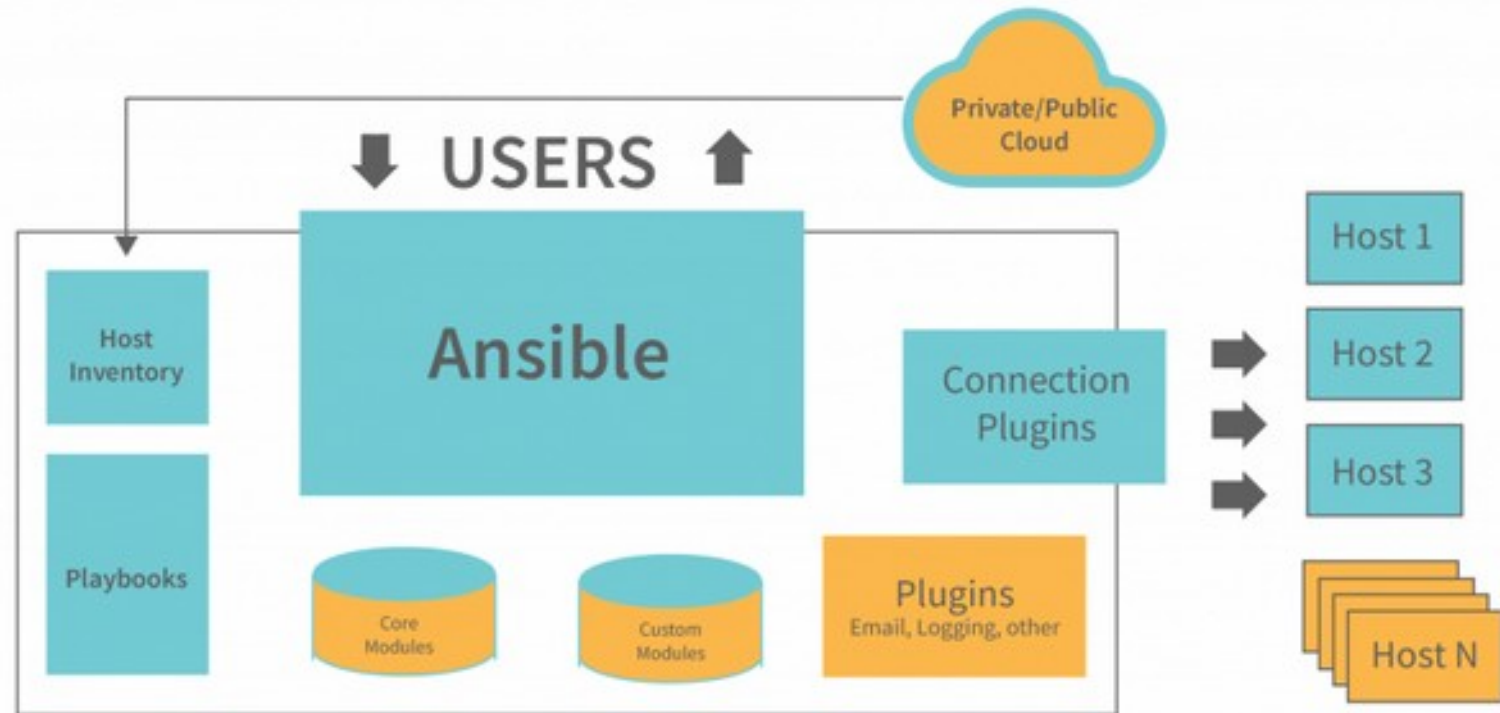 Private/Public
Cloud
USERS
Host 1
Host
Inventory
Ansible
Connection
Plugins
Host 2
Host 3
Playbooks
Core
Modules
Custom
Modules
Plugins
Email, Logging, other
Host N